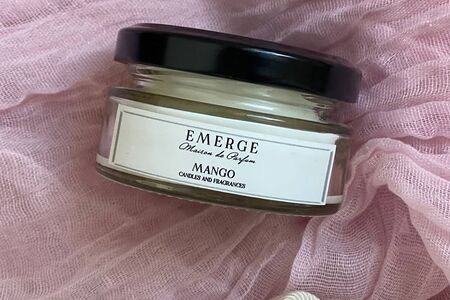 EMERGE
Maison de Parfum
MANGO
CANDLES AND FRAGRANCES